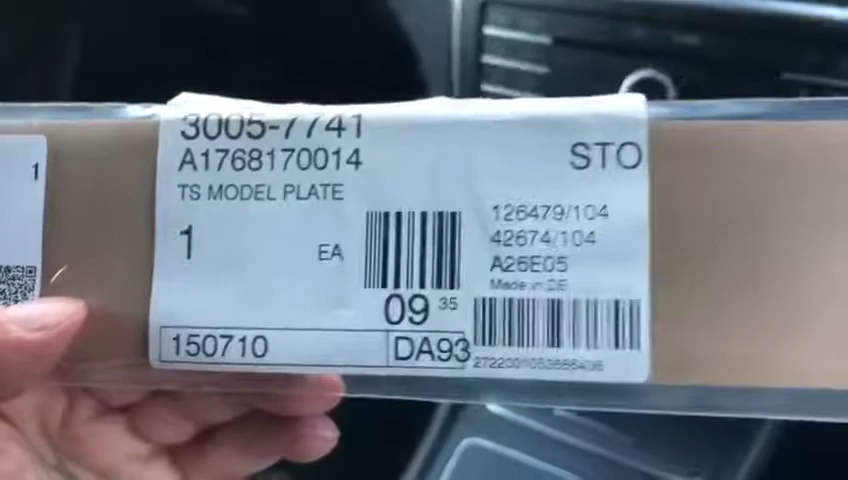 1
3005-7741
A1768170014
STO
TS MODEL PLATE
1
EA
126479/104
42674/104
A26E05
Made in DE
09 35
150710
DA93